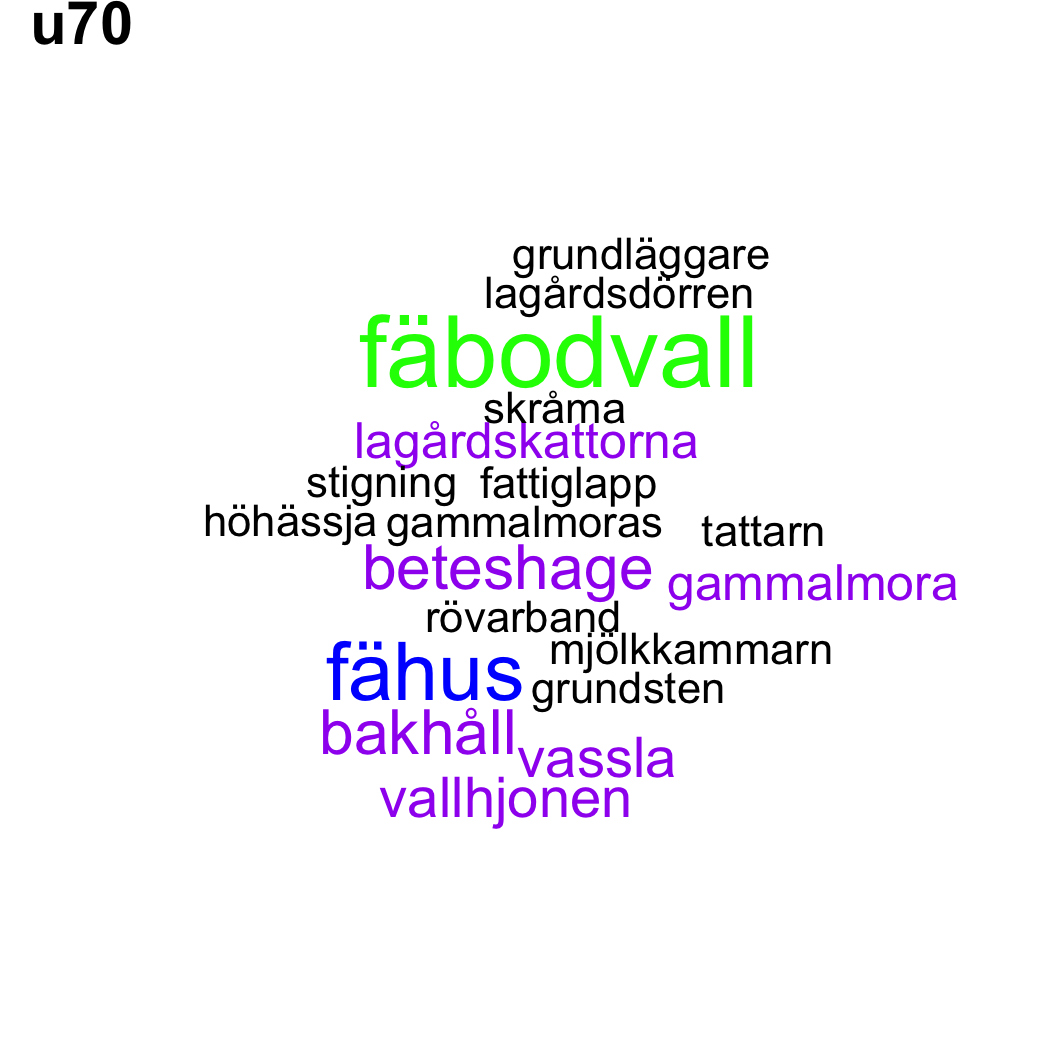 u70
grundläggare
lagårdsdörren
fäbodvall
skråma
lagårdskattorna
stigning fattiglapp
höhässja gammalmoras tattarn
beteshage gammalmora
rövarband
mjölkkammarn
fähus grundsten
bakhåll vassla
vallhjonen